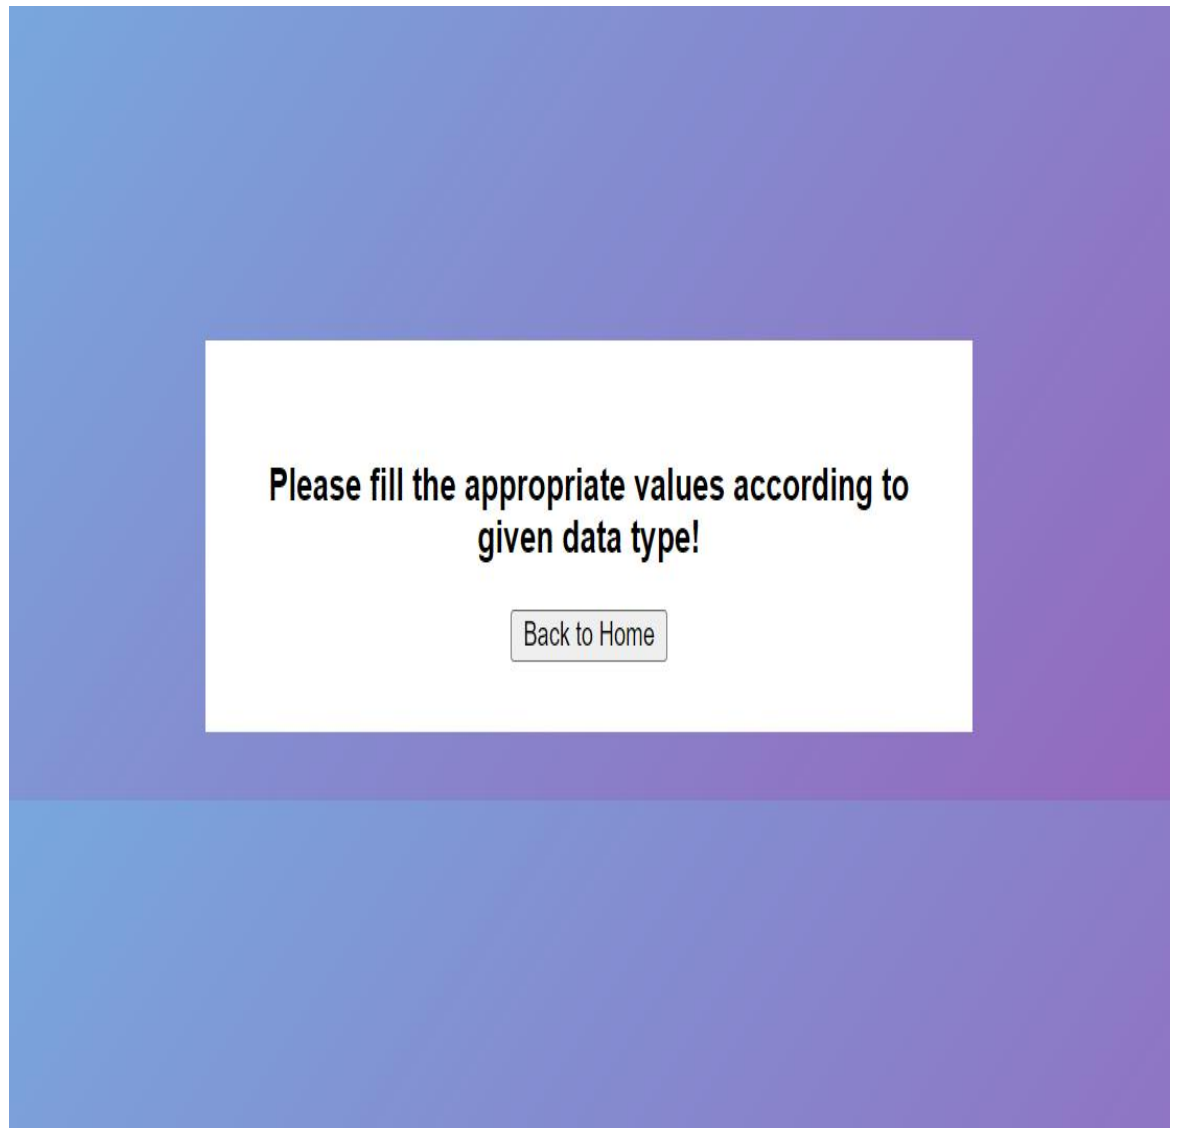 Please fill the appropriate values according to
given data type!
Back to Home